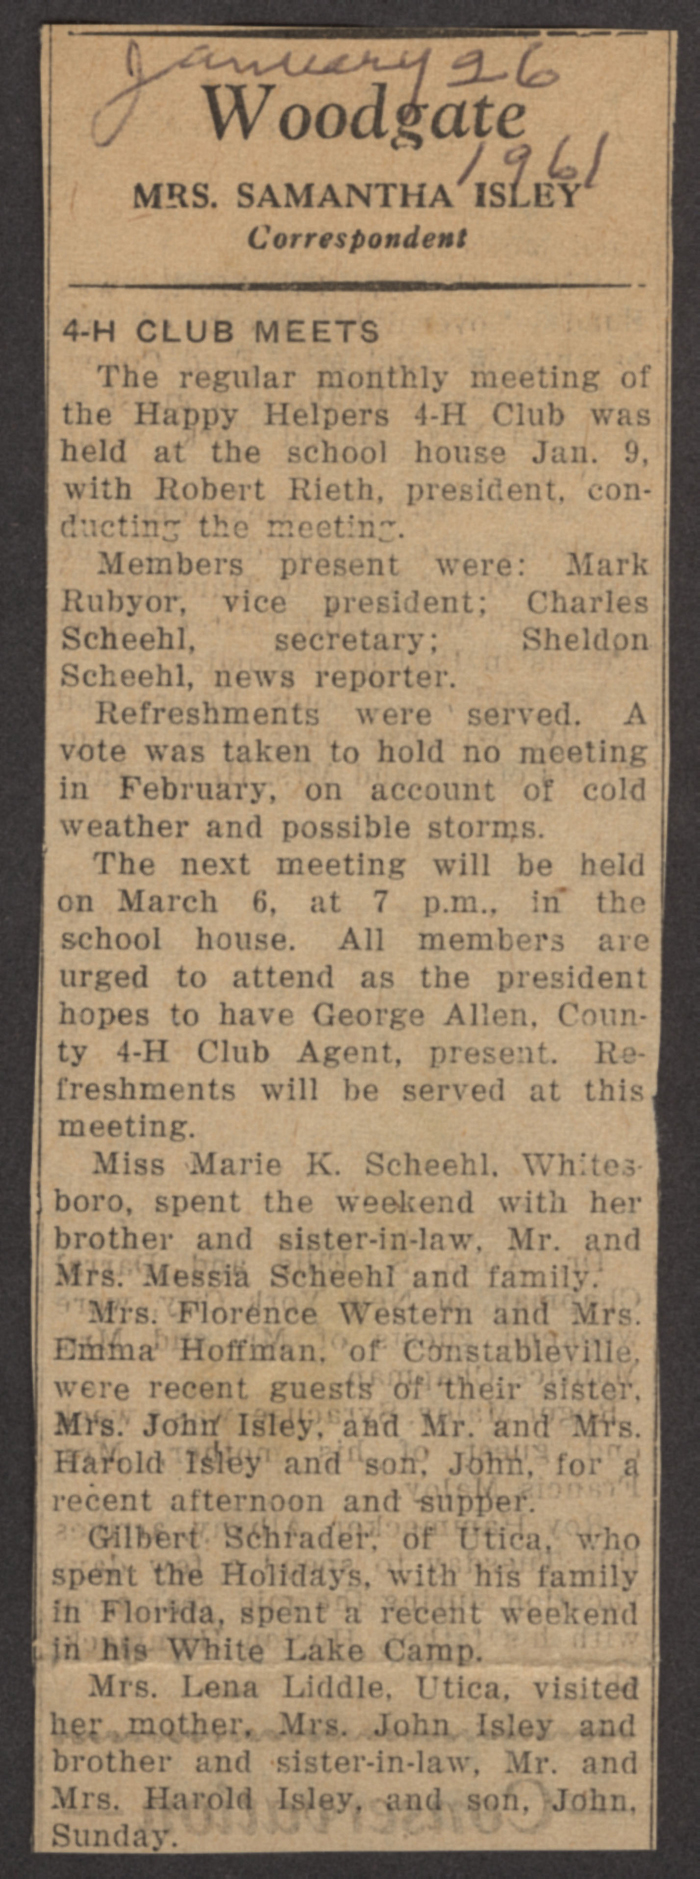 January 26
Woodgate
1961
MRS. SAMANTHA ISLEY
Correspondent
4-H CLUB MEETS
The regular monthly meeting of
the Happy Helpers 4-H Club was
held at the school house Jan. 9,
with Robert Rieth, president, con-
ducting the meeting.
Members present were: Mark
Rubyor, vice president; Charles
Scheehl, secretary; Sheldon
Scheehl, news reporter.
Refreshments were served. A
vote was taken to hold no meeting
in February, on account of cold
weather and possible storms.
The next meeting will be held
on March 6, at 7 p.m., in the
school house. All members are
urged to attend as the president
hopes to have George Allen, Coun-
ty 4-H Club Agent, present. Re-
freshments will be served at this
meeting.
Miss Marie K. Scheehl, Whites-
boro, spent the weekend with her
brother and sister-in-law, Mr. and
Mrs. Messia Scheehl and family.
Mrs. Florence Western and Mrs.
Emma Hoffman, of Constableville,
were recent guests of their sister,
Mrs. John Isley, and Mr. and Mrs.
Harold Isley and son, John, for a
recent afternoon and supper.
Gilbert Schrader, of Utica, who
spent the Holidays, with his family
in Florida, spent a recent weekend
in his White Lake Camp.
Mrs. Lena Liddle, Utica, visited
her mother, Mrs. John Isley and
brother and sister-in-law, Mr. and
Mrs. Harold Isley, and son, John,
Sunday.